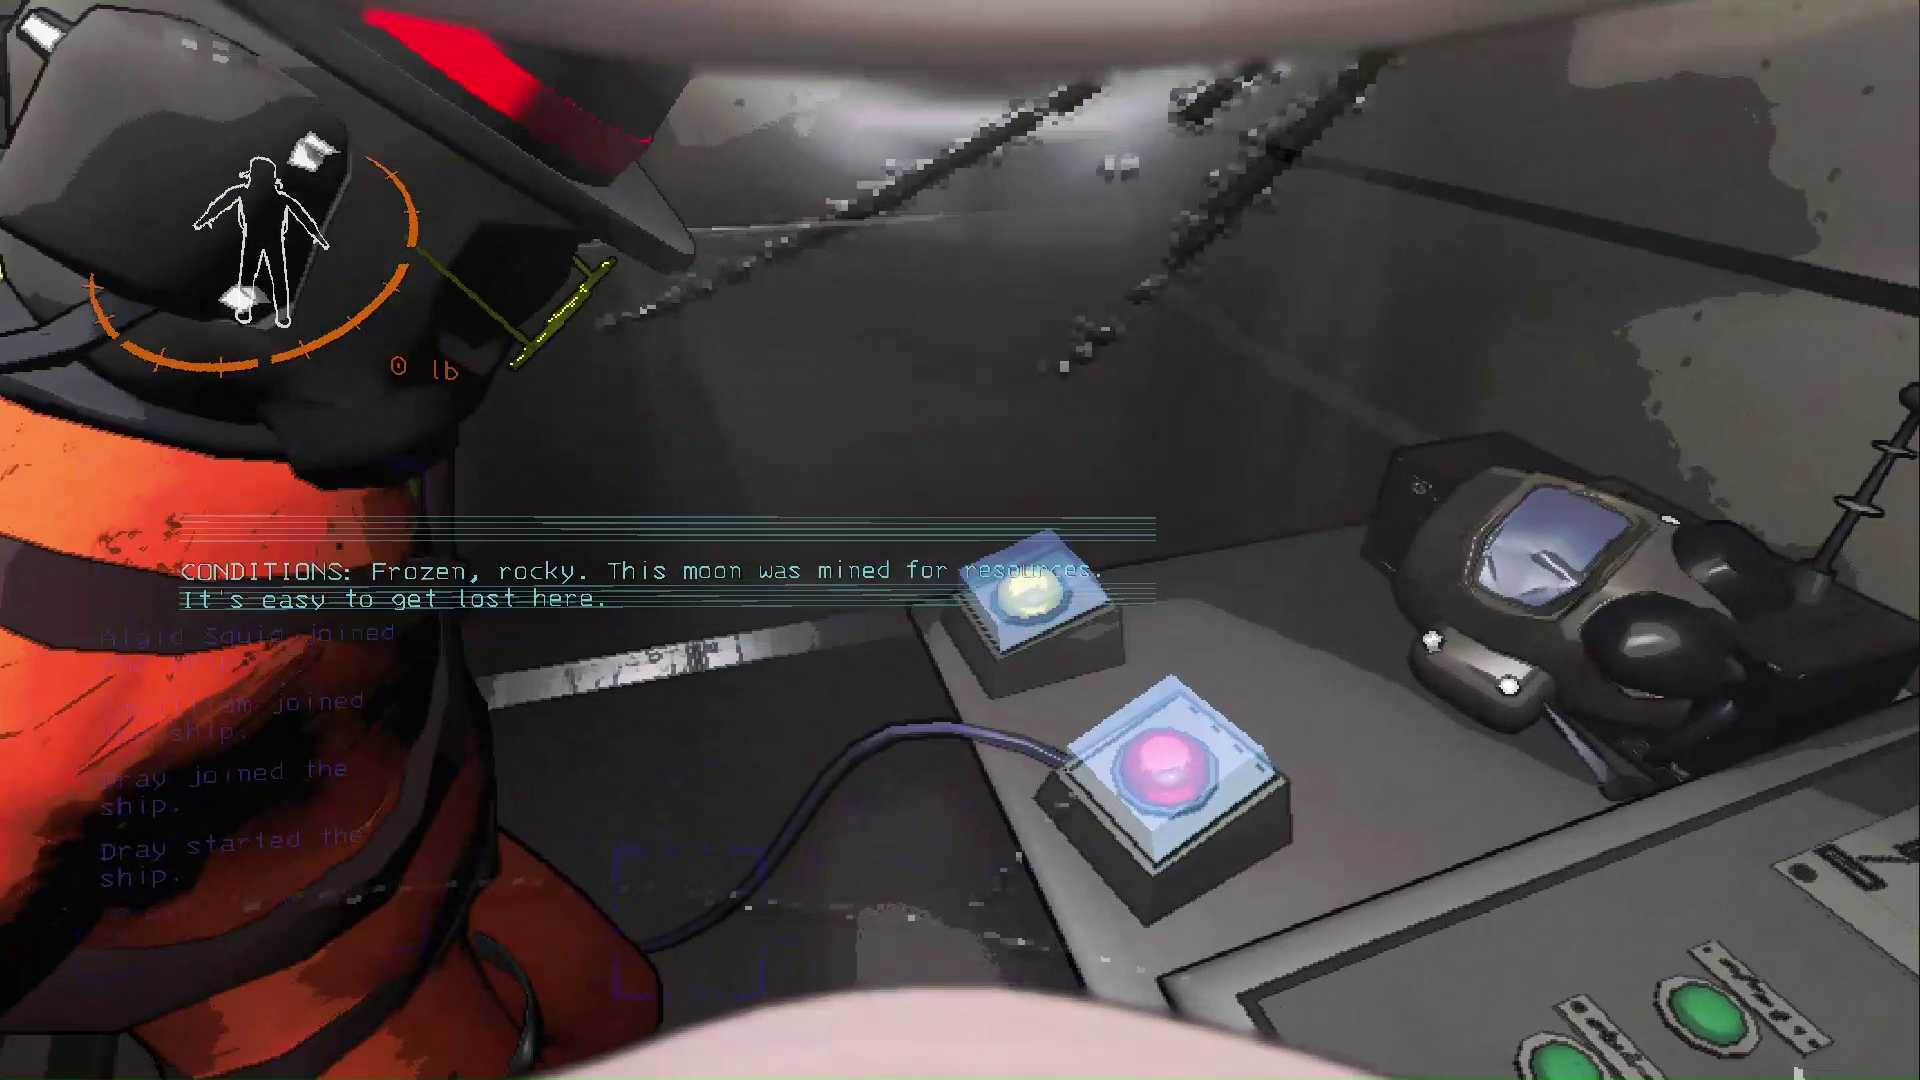 0 lb
CONDITIONS: Frozen, rocky. This moon was mined for resources.
It's easy to get lost here.
joined
joined
ship.
Dray joined the
ship.
Dray started the
ship.